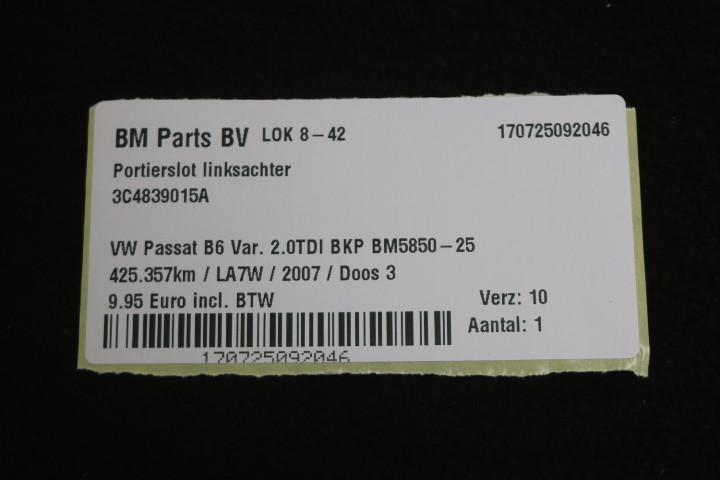 BM Parts BV LOK 8-42 170725092046
Portierslot linksachter
3C4839015A
VW Passat B6 Var. 2.0TDI BKP BM5850-25
425.357km / LA7W / 2007 / Doos 3
9.95 Euro incl. BTW Verz: 10
Aantal: 1
170725092046